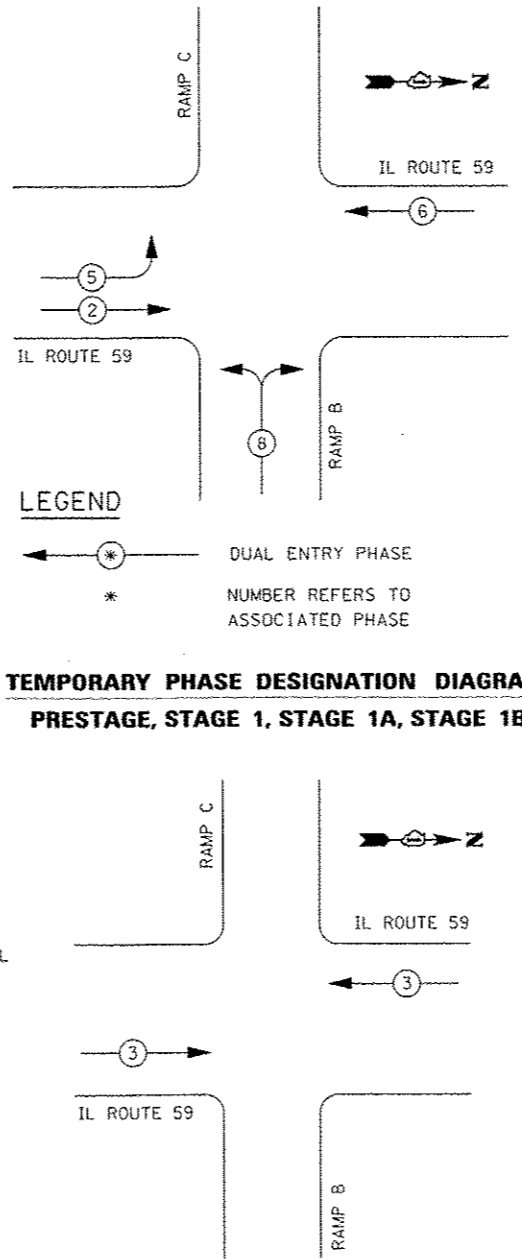 RAMP C
N
IL ROUTE 59
6
5
2
IL ROUTE 59
8
RAMP B
LEGEND
* DUAL ENTRY PHASE
* NUMBER REFERS TO
ASSOCIATED PHASE
TEMPORARY PHASE DESIGNATION DIAGRA
PRESTAGE, STAGE 1, STAGE 1A, STAGE 1B
RAMP C
N
IL ROUTE 59
L
3
3
IL ROUTE 59
RAMP B